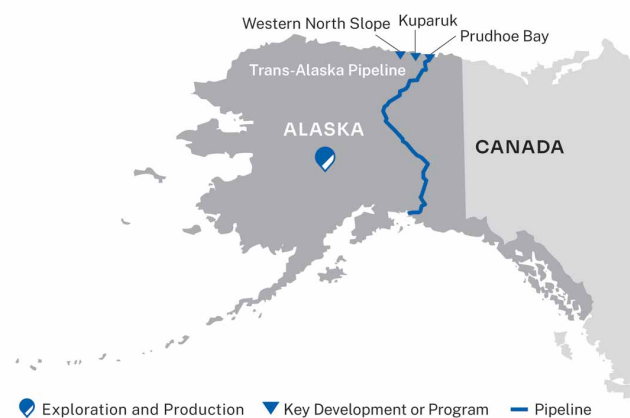 Western North Slope
Kuparuk
Prudhoe Bay
Trans-Alaska Pipeline
ALASKA
CANADA
Exploration and Production
Key Development or Program
Pipeline